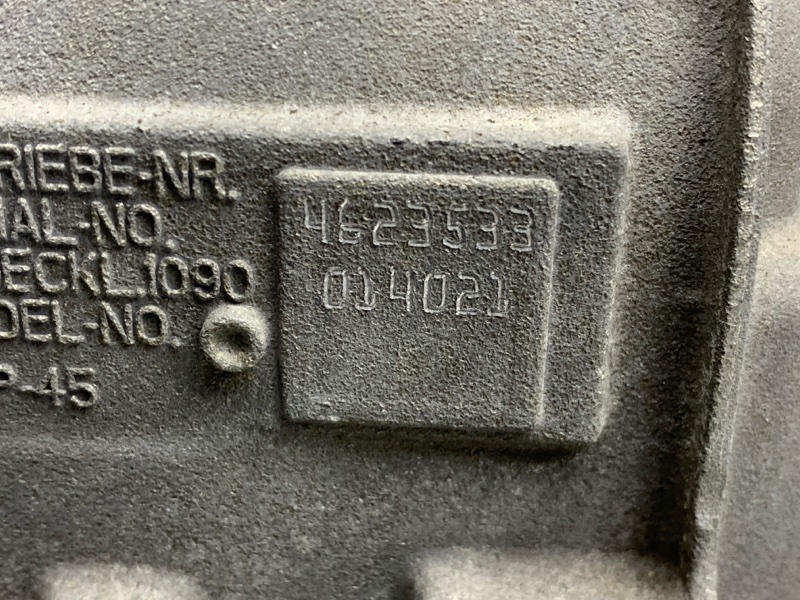 RIEBE-NR.
IAL-NO.
ECKL.1090
DEL-NO.
P-45
4623533
014021